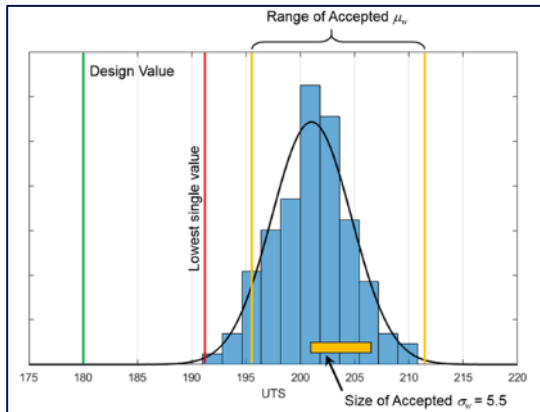 Range of Accepted μw
Design Value
Lowest single value
175 180 185 190 195 200 205 210 215 220
UTS
Size of Accepted σw = 5.5